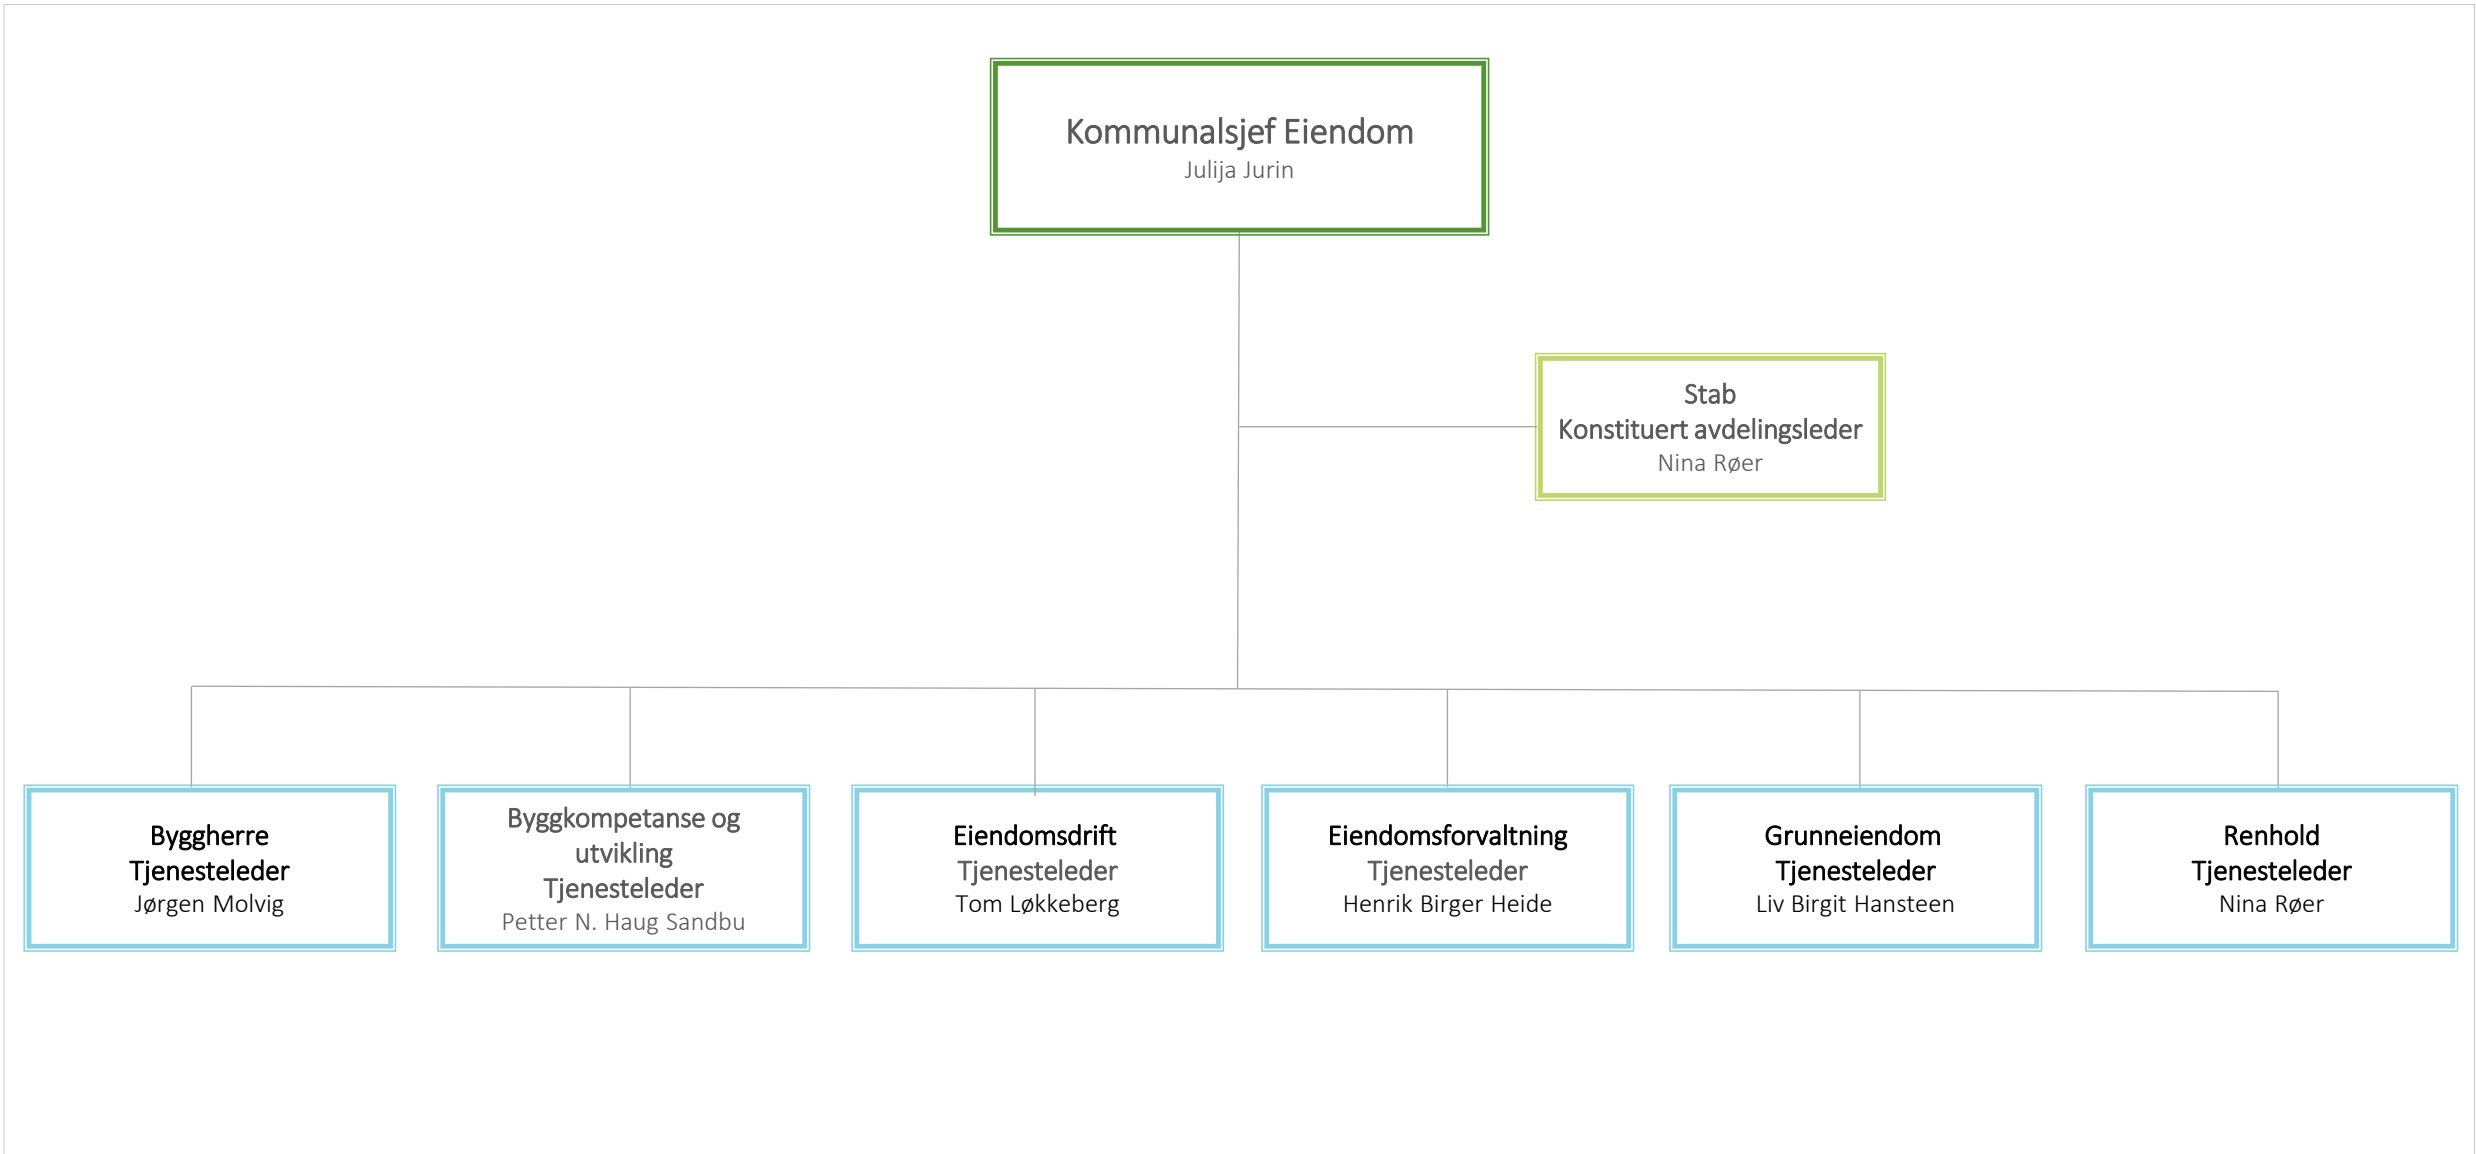 Kommunalsjef Eiendom
Julija Jurin
Stab
Konstituert avdelingsleder
Nina Røer
Byggherre
Tjenesteleder
Jørgen Molvig
Byggkompetanse og
utvikling
Tjenesteleder
Petter N. Haug Sandbu
Eiendomsdrift
Tjenesteleder
Tom Løkkeberg
Eiendomsforvaltning
Tjenesteleder
Henrik Birger Heide
Grunneiendom
Tjenesteleder
Liv Birgit Hansteen
Renhold
Tjenesteleder
Nina Røer